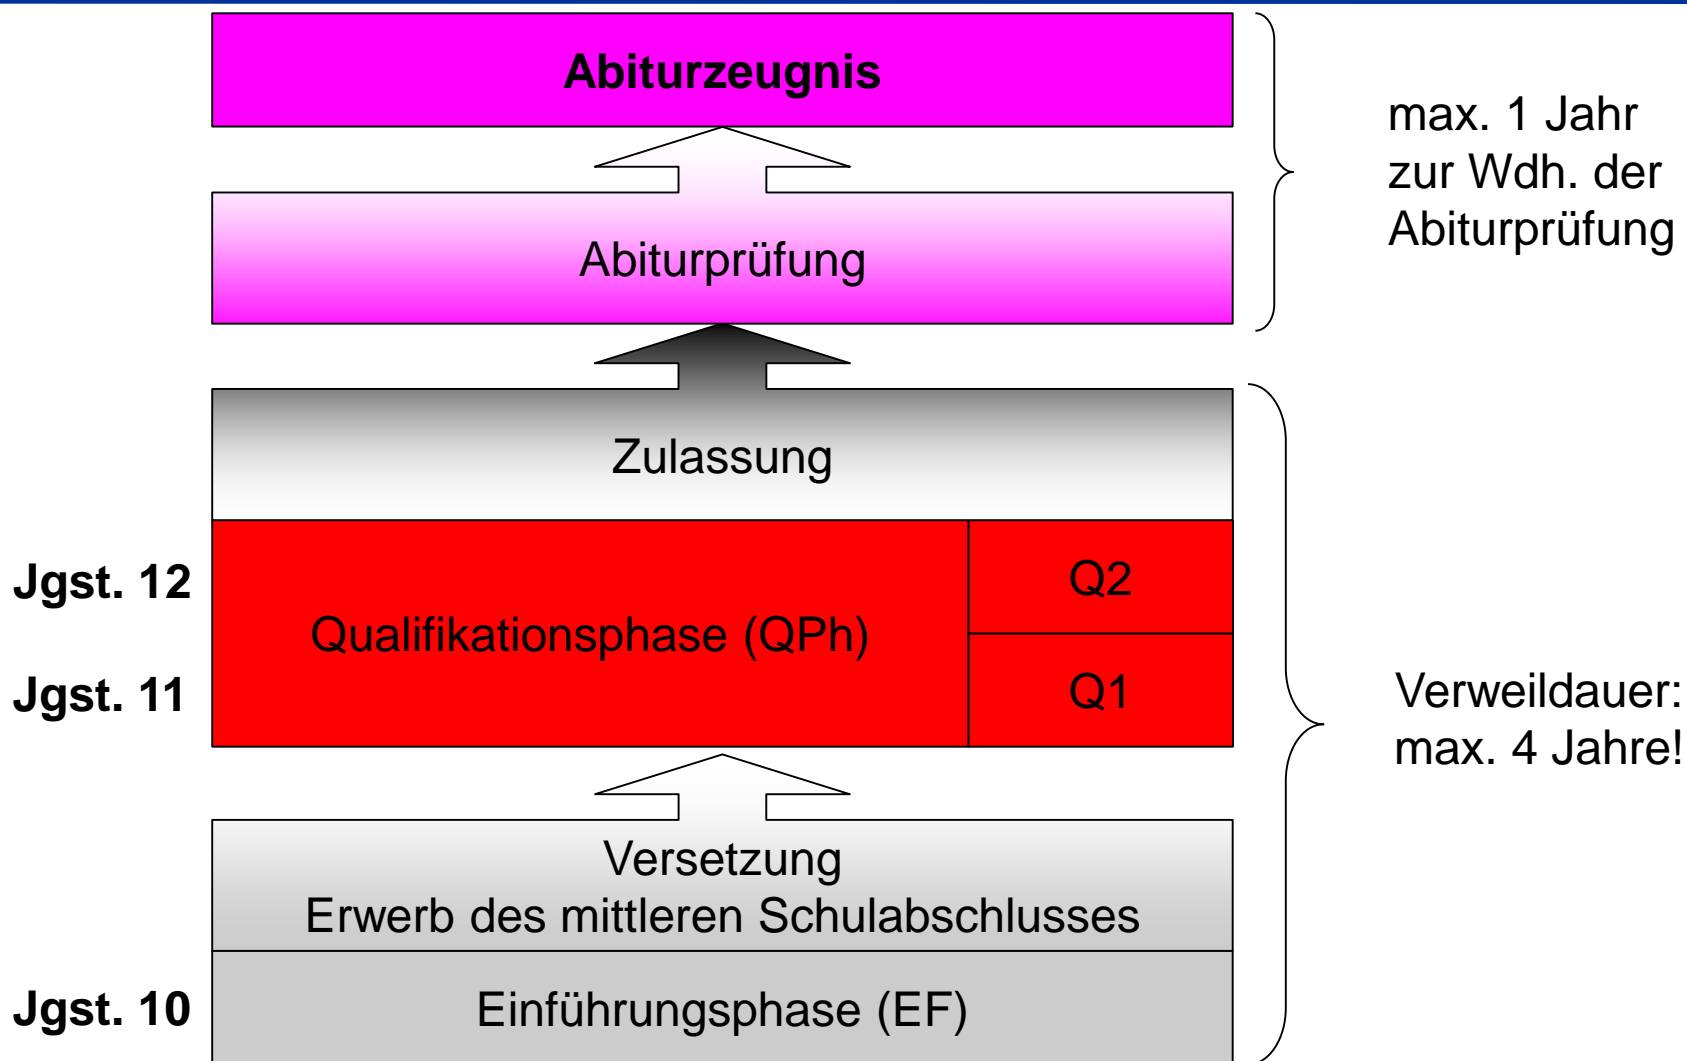 Abiturzeugnis
max. 1 Jahr
zur Wdh. der
Abiturprüfung
Abiturprüfung
Zulassung
Jgst. 12
Qualifikationsphase (QPh)
Q2
Jgst. 11
Q1
Verweildauer:
max. 4 Jahre!
Versetzung
Erwerb des mittleren Schulabschlusses
Jgst. 10
Einführungsphase (EF)